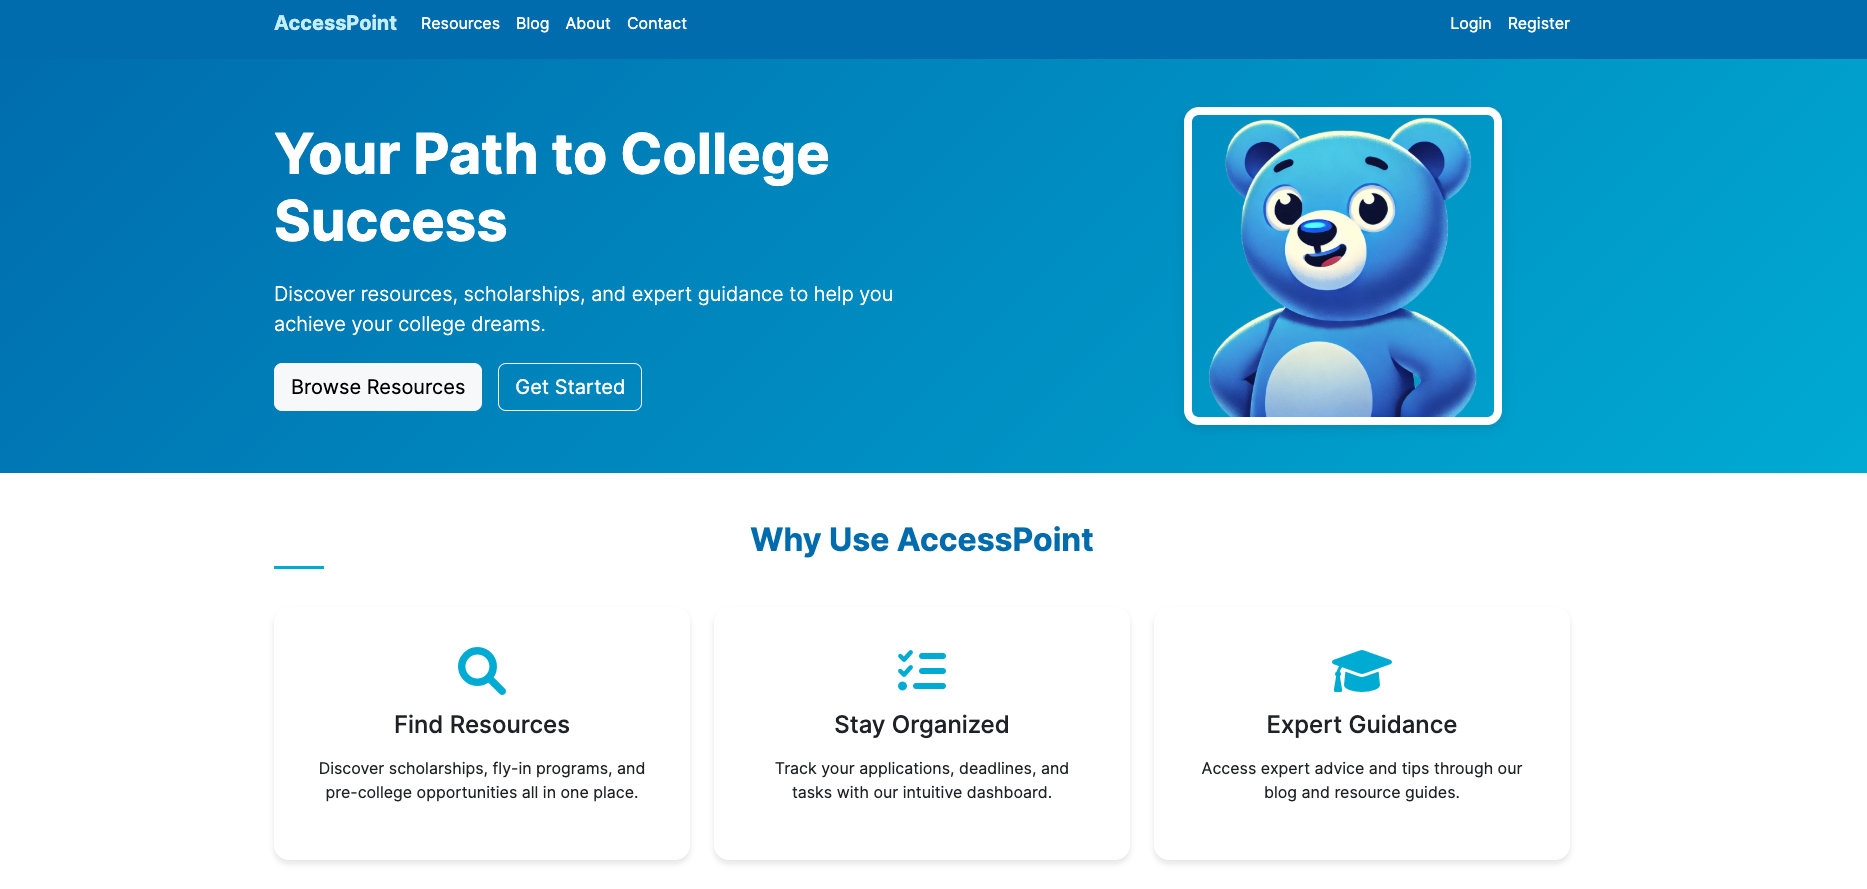 AccessPoint Resources Blog About Contact Login Register
Your Path to College
Success
Discover resources, scholarships, and expert guidance to help you
achieve your college dreams.
Browse Resources Get Started
Why Use AccessPoint
Find Resources
Discover scholarships, fly-in programs, and
pre-college opportunities all in one place.
Stay Organized
Track your applications, deadlines, and
tasks with our intuitive dashboard.
Expert Guidance
Access expert advice and tips through our
blog and resource guides.